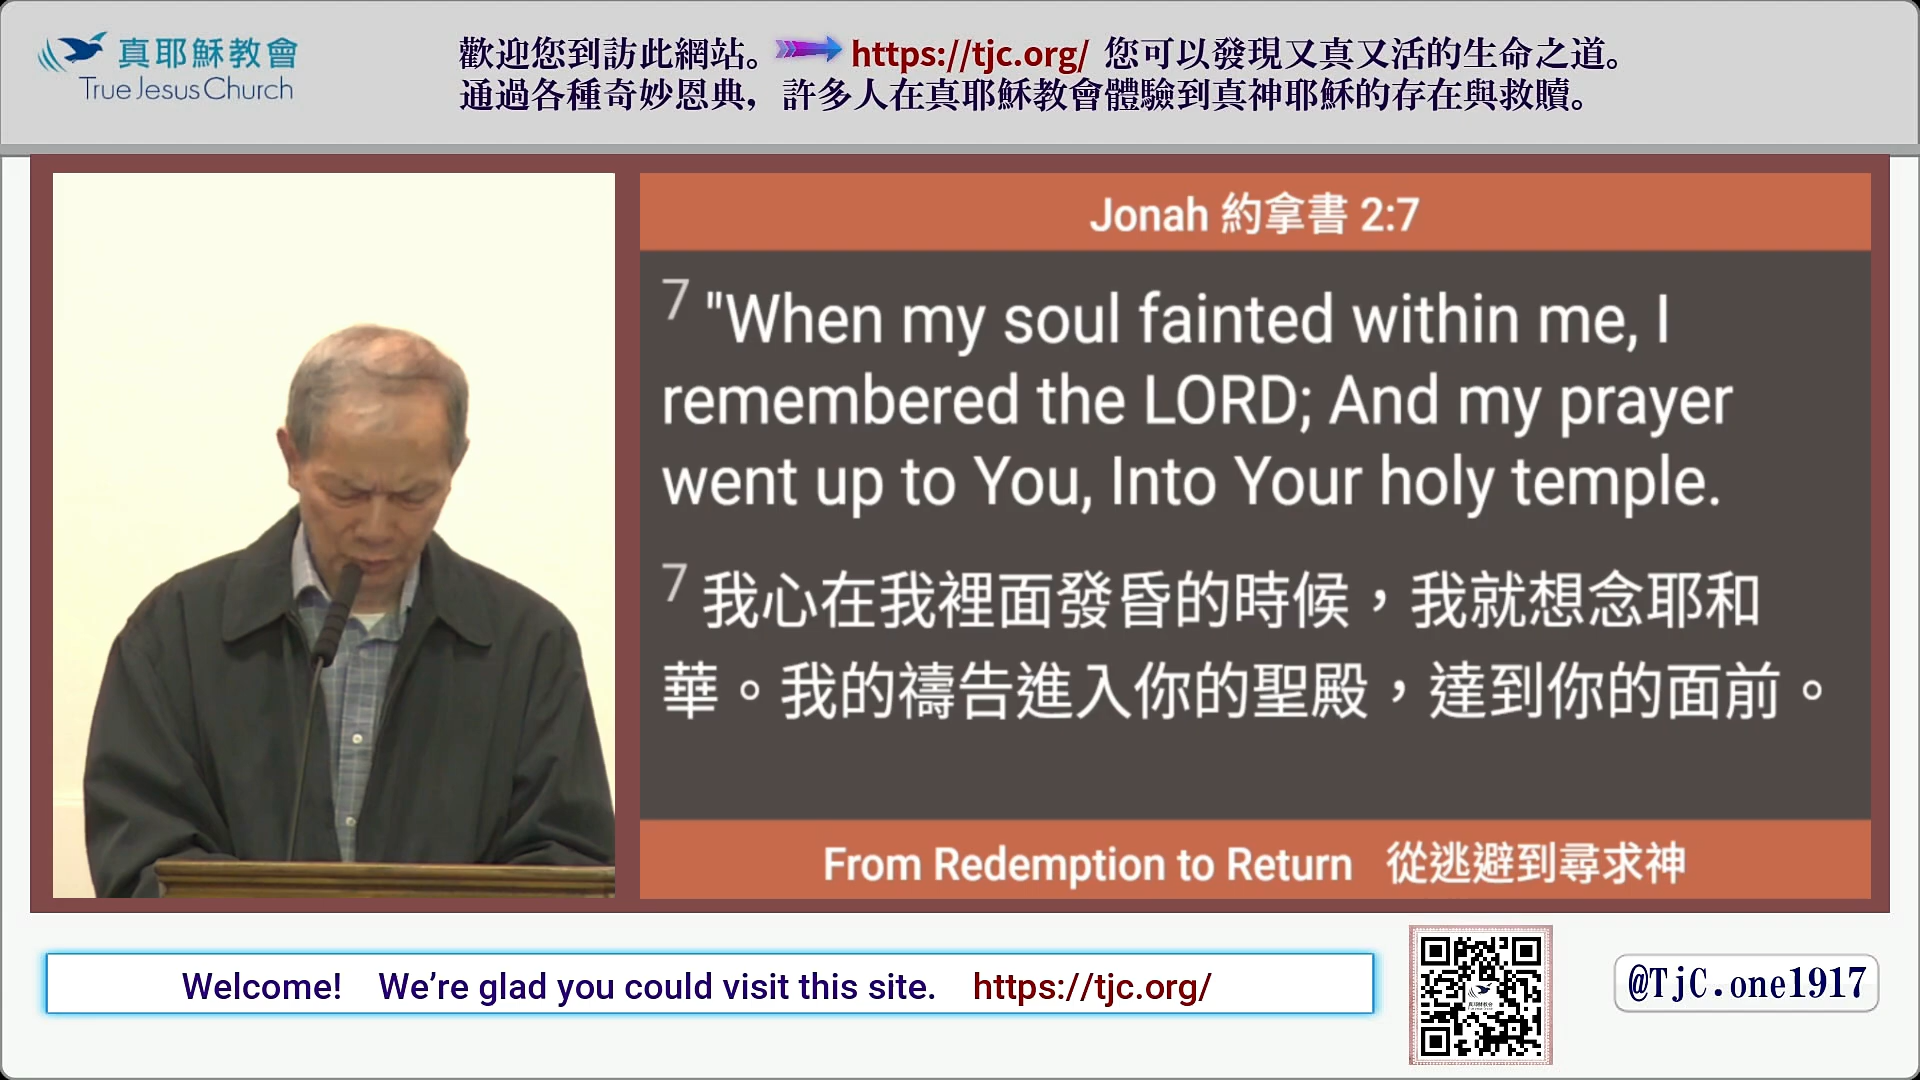 真耶穌教會
True Jesus Church
歡迎您到訪此網站。 https://tjc.org/ 您可以發現又真又活的生命之道。
通過各種奇妙恩典，許多人在真耶穌教會體驗到真神耶穌的存在與救贖。
Jonah 約拿書 2:7
7 "When my soul fainted within me, I
remembered the LORD; And my prayer
went up to You, Into Your holy temple.
7 我心在我裡面發昏的時候，我就想念耶和
華。我的禱告進入你的聖殿，達到你的面前。
From Redemption to Return 從逃避到尋求神
Welcome! We’re glad you could visit this site. https://tjc.org/
@TjC.one1917